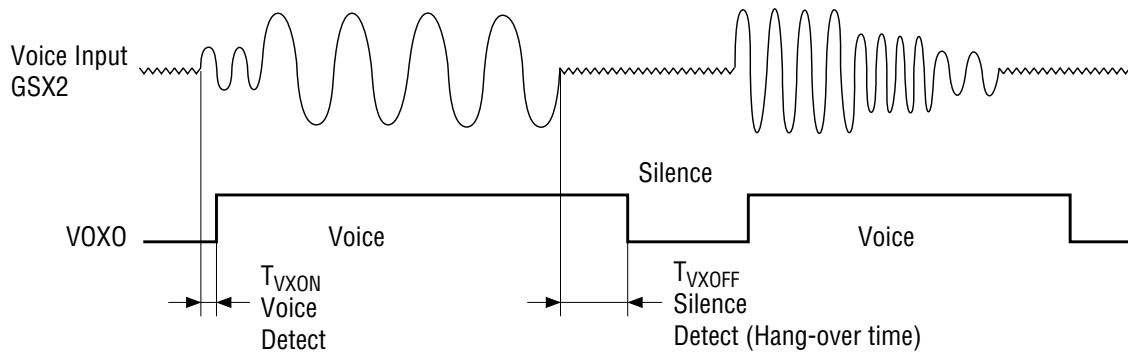 Voice Input
GSX2
Silence
VOXO
Voice
Voice
TVXON
Voice
Detect
TVXOFF
Silence
Detect (Hang-over time)